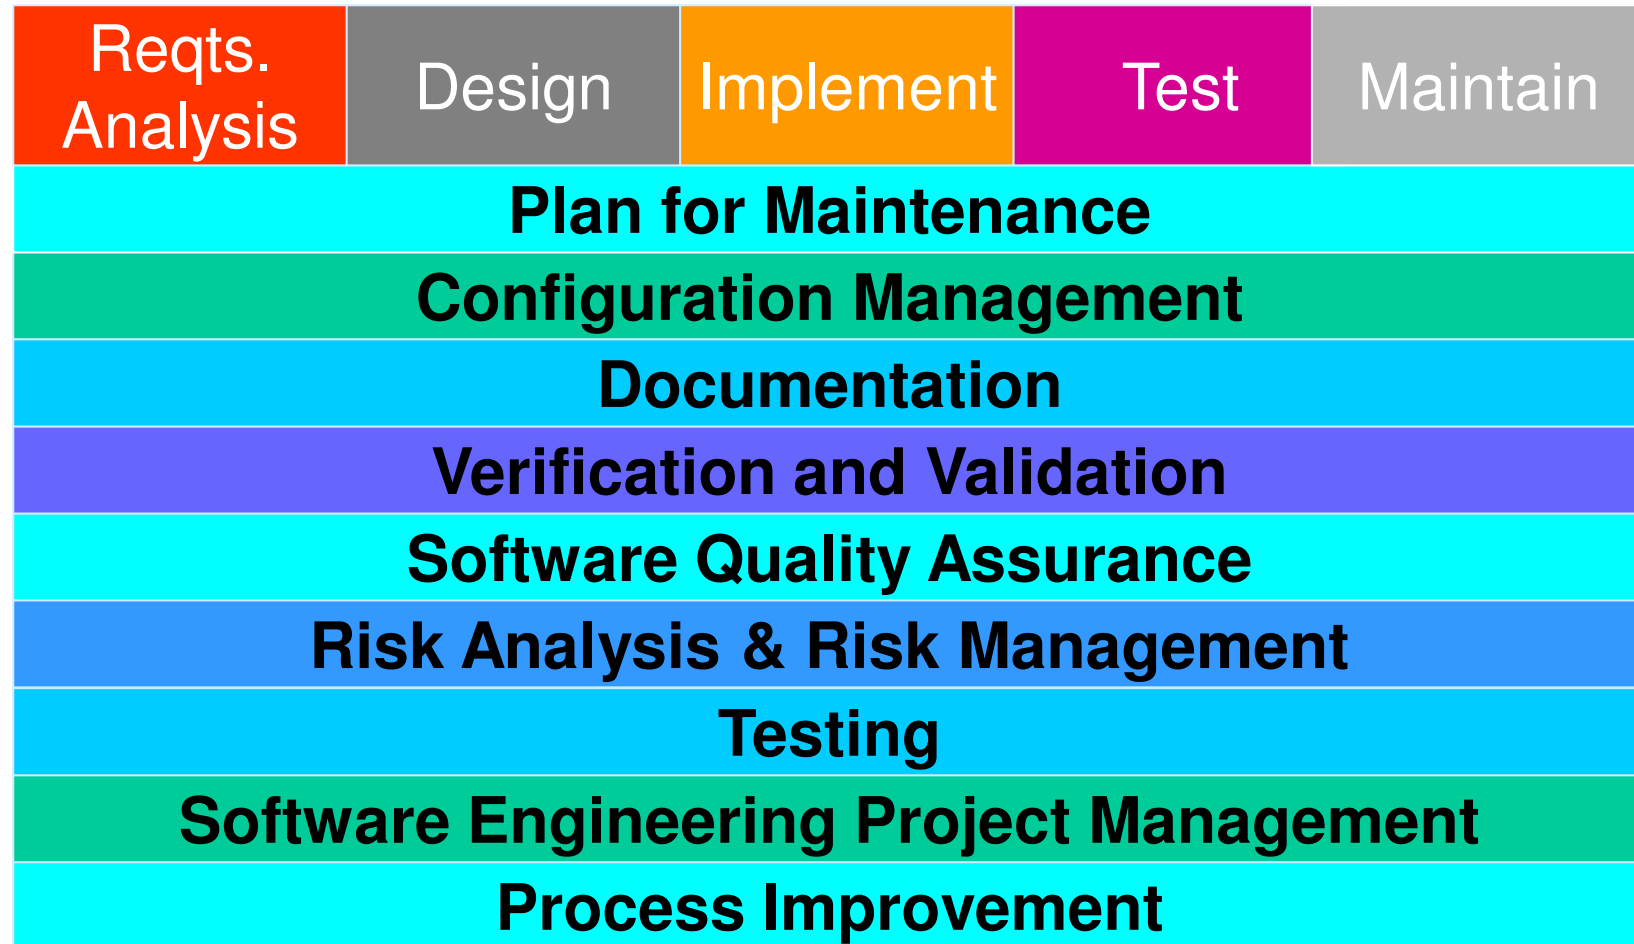 Reqts.
Analysis
Design
Implement
Test
Maintain
Plan for Maintenance
Configuration Management
Documentation
Verification and Validation
Software Quality Assurance
Risk Analysis & Risk Management
Testing
Software Engineering Project Management
Process Improvement